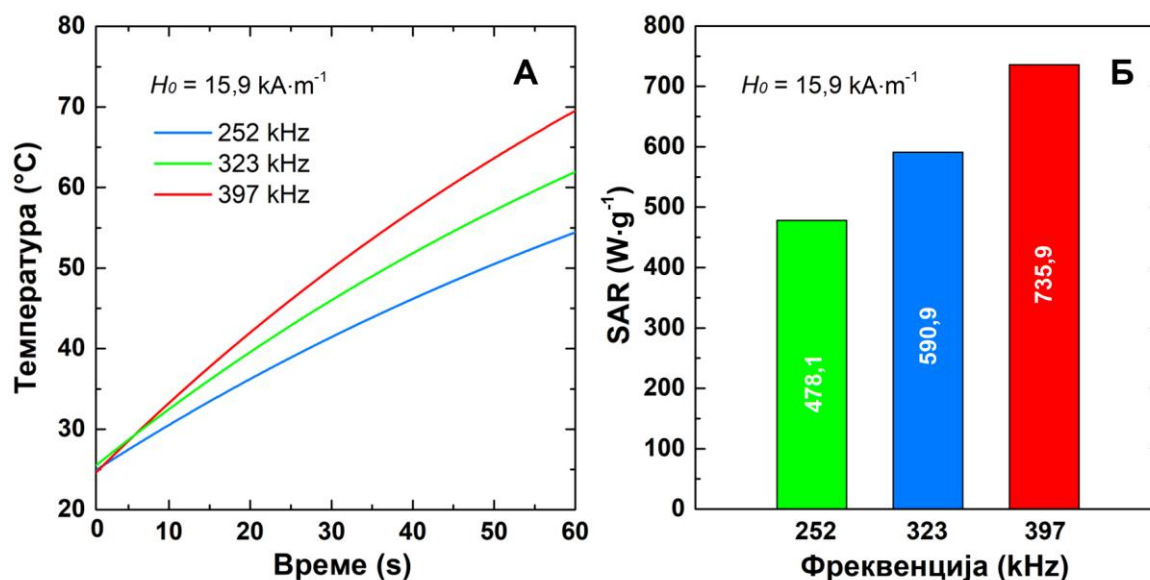 80
70
60
50
40
30
20
Температура (°C)
А
H₀ = 15,9 kA·m⁻¹
252 kHz
323 kHz
397 kHz
0 10 20 30 40 50 60
Време (s)
800
700
600
500
400
300
200
100
0
SAR (W·g⁻¹)
Б
H₀ = 15,9 kA·m⁻¹
478,1
590,9
735,9
252 323 397
Фреквенција (kHz)